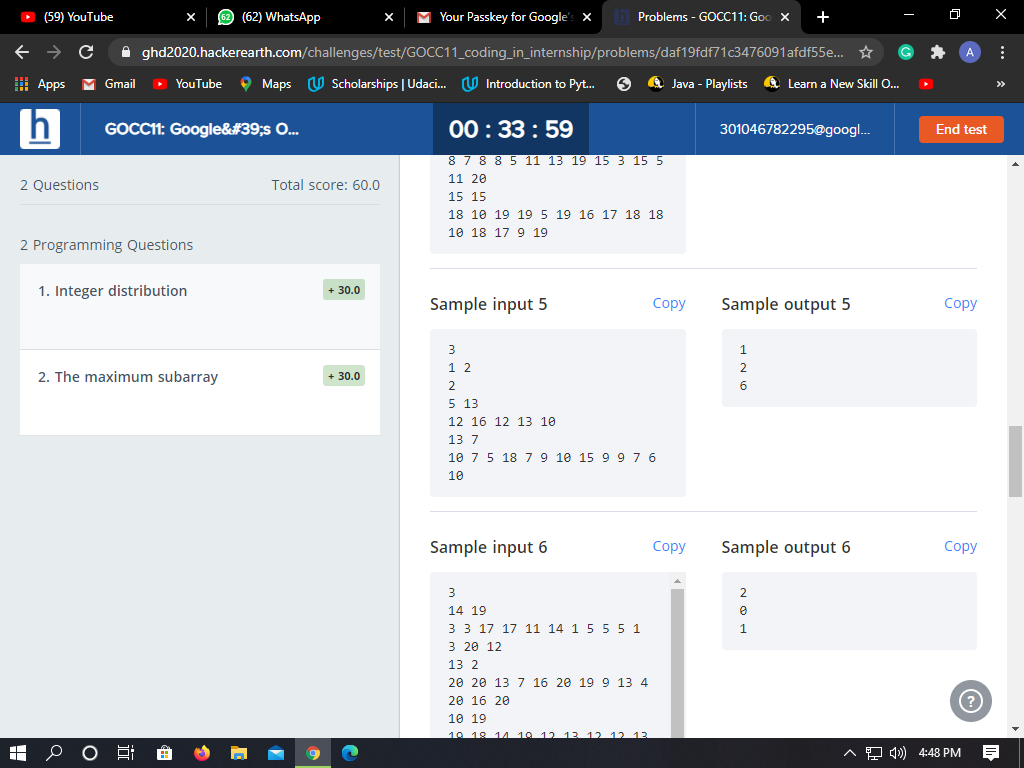 (59) YouTube
(62) WhatsApp
Your Passkey for Google'
Problems - GOCC11: Goo
ghd2020.hackerearth.com/challenges/test/GOCC11_coding_in_internship/problems/daf19fdf71c3476091afdf55e...
A
Apps
Gmail
YouTube
Maps
Scholarships | Udaci...
Introduction to Pyt...
Java - Playlists
Learn a New Skill O...
»
h
GOCC11: Google&#39;s O...
00 : 33 : 59
301046782295@googl...
End test
2 Questions
Total score: 60.0
2 Programming Questions
1. Integer distribution
+ 30.0
2. The maximum subarray
+ 30.0
8 7 8 8 5 11 13 19 15 3 15 5
11 20
15 15
18 10 19 19 5 19 16 17 18 18
10 18 17 9 19
Sample input 5
Copy
3
1 2
2
5 13
12 16 12 13 10
13 7
10 7 5 18 7 9 10 15 9 9 7 6
10
Sample output 5
Copy
1
2
6
Sample input 6
Copy
3
14 19
3 3 17 17 11 14 1 5 5 5 1
3 20 12
13 2
20 20 13 7 16 20 19 9 13 4
20 16 20
10 19
19 18 14 19 12 13 12 12 13
Sample output 6
Copy
2
0
1
?
4:48 PM